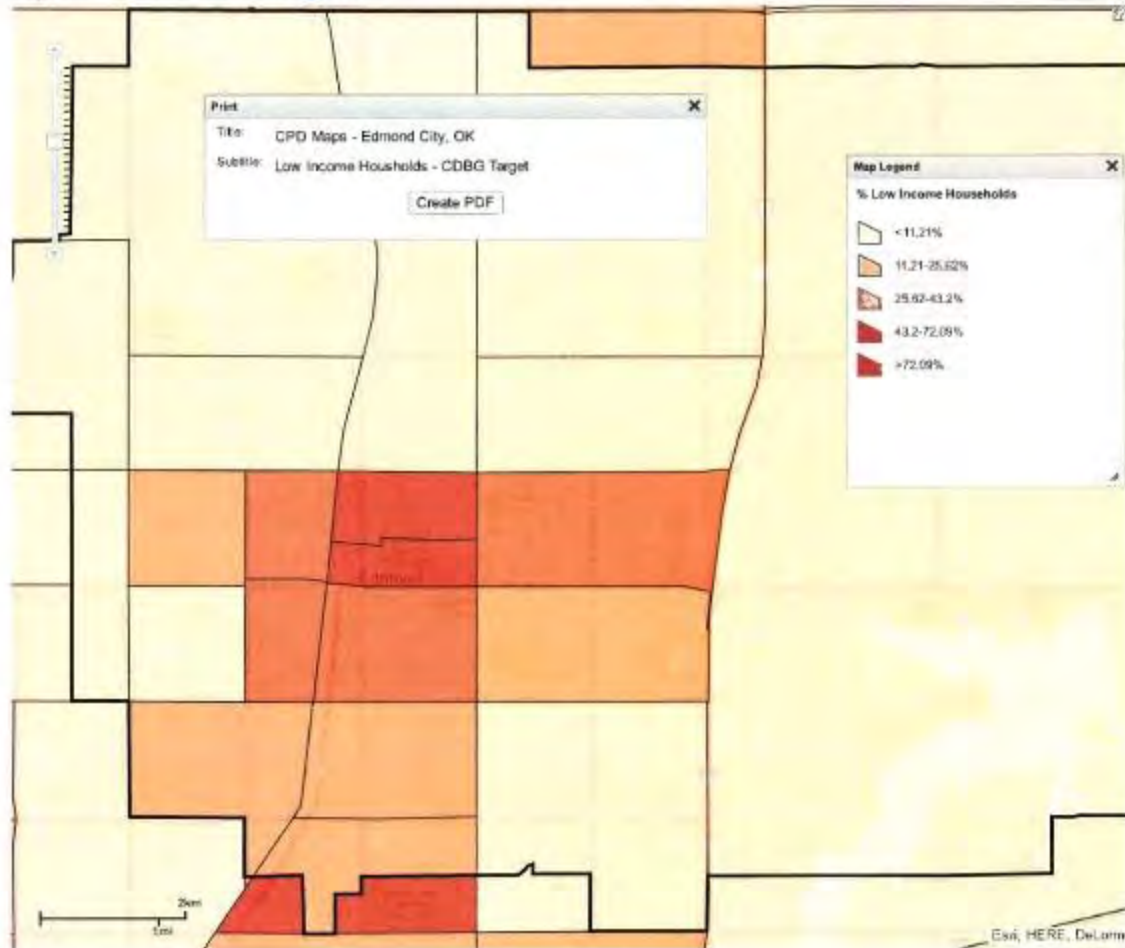 Print
Title: CPD Maps - Edmond City, OK
Subtitle: Low Income Housholds - CDBG Target
Create PDF
Map Legend
% Low Income Households
<11.21%
11.21-25.62%
25.62-43.2%
43.2-72.09%
>72.09%
Edmond
2km
1mi
Esri, HERE, DeLorm